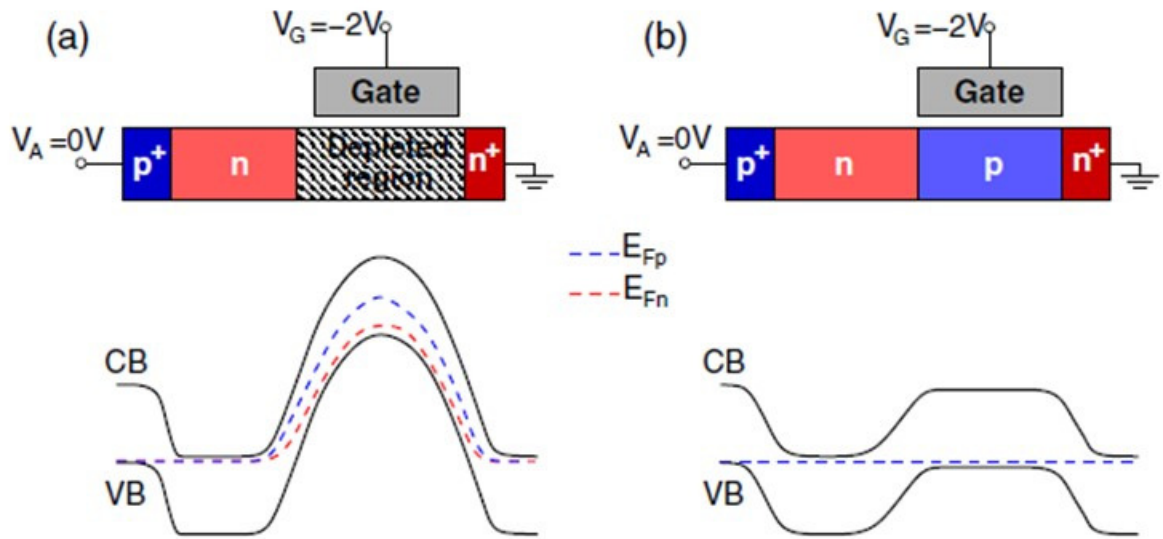 (a)
V_G=−2V
Gate
V_A=0V
p+
n
Depleted
region
n+
(b)
V_G=−2V
Gate
V_A=0V
p+
n
p
n+
E_Fp
E_Fn
CB
VB
CB
VB